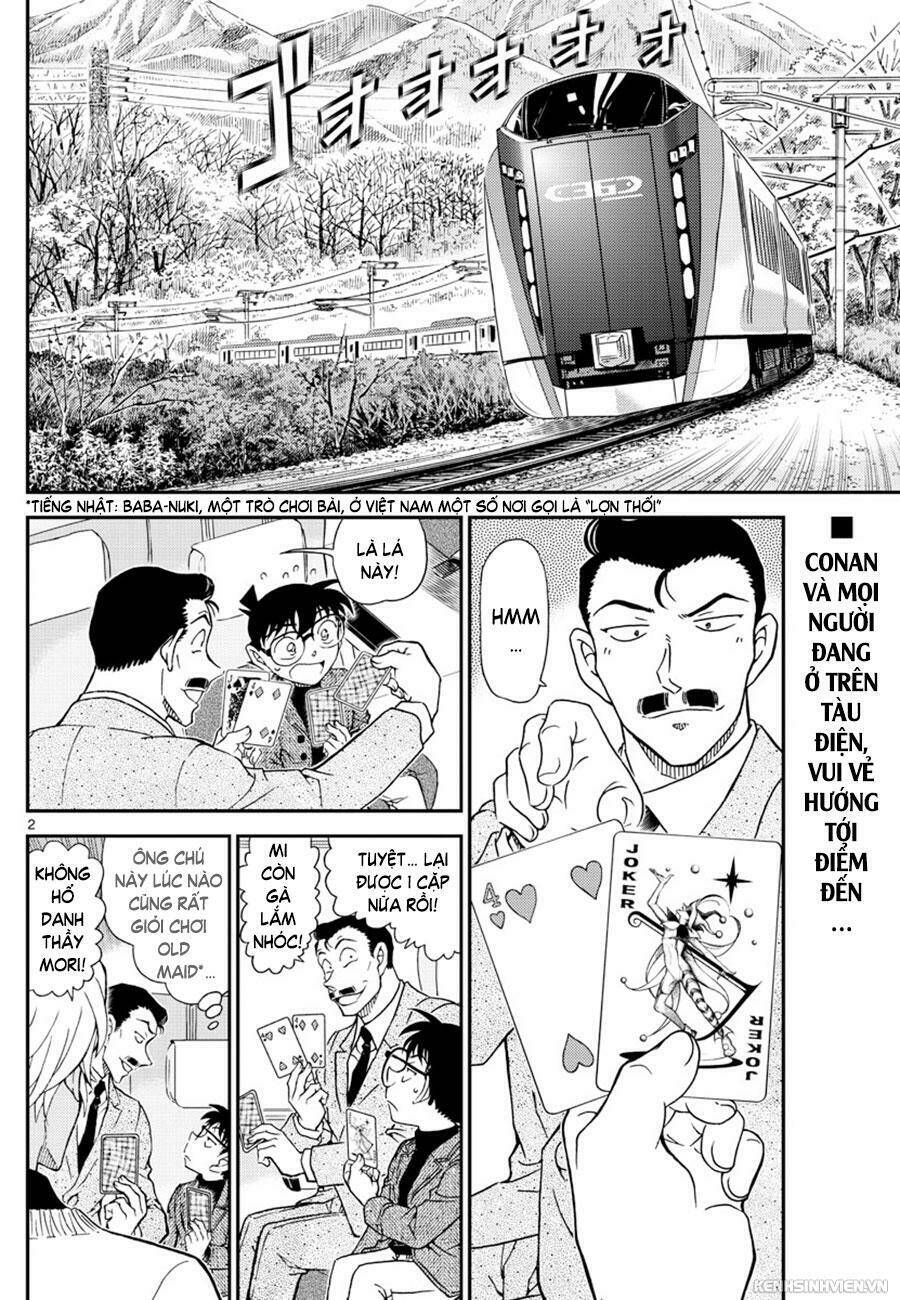 ゴオオオオオ
E36D
*TIẾNG NHẬT: BABA-NUKI, MỘT TRÒ CHƠI BÀI, Ở VIỆT NAM MỘT SỐ NƠI GỌI LÀ "LỢN THỐI"
■
CONAN
VÀ MỌI
NGƯỜI
ĐANG
Ở TRÊN
TÀU
ĐIỆN,
VUI VẺ
HƯỚNG
TỚI
ĐIỂM
ĐẾN
...
HMM
...
4
JOKER
JOKER
LÀ LÁ
NÀY!
2
TUYỆT... LẠI
ĐƯỢC 1 CẶP
NỮA RỒI!
MI
CÒN
GÀ
LẮM
NHÓC!
ÔNG CHÚ
NÀY LÚC NÀO
CŨNG RẤT
GIỎI CHƠI
OLD
MAID*...
KHÔNG
HỔ
DANH
THẦY
MORI!
KENHSINHVIEN.VN